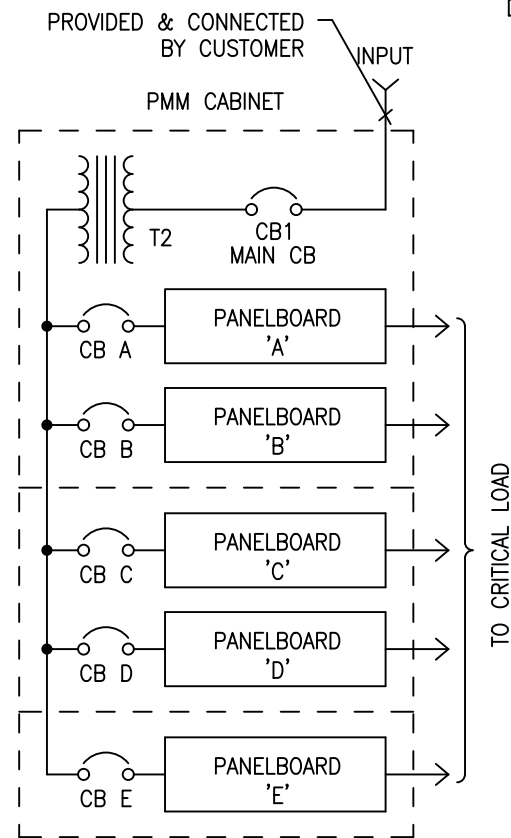 PROVIDED & CONNECTED
BY CUSTOMER
INPUT
PMM CABINET
T2
CB1
MAIN CB
PANELBOARD
'A'
CB A
PANELBOARD
'B'
CB B
PANELBOARD
'C'
CB C
PANELBOARD
'D'
CB D
PANELBOARD
'E'
CB E
TO CRITICAL LOAD